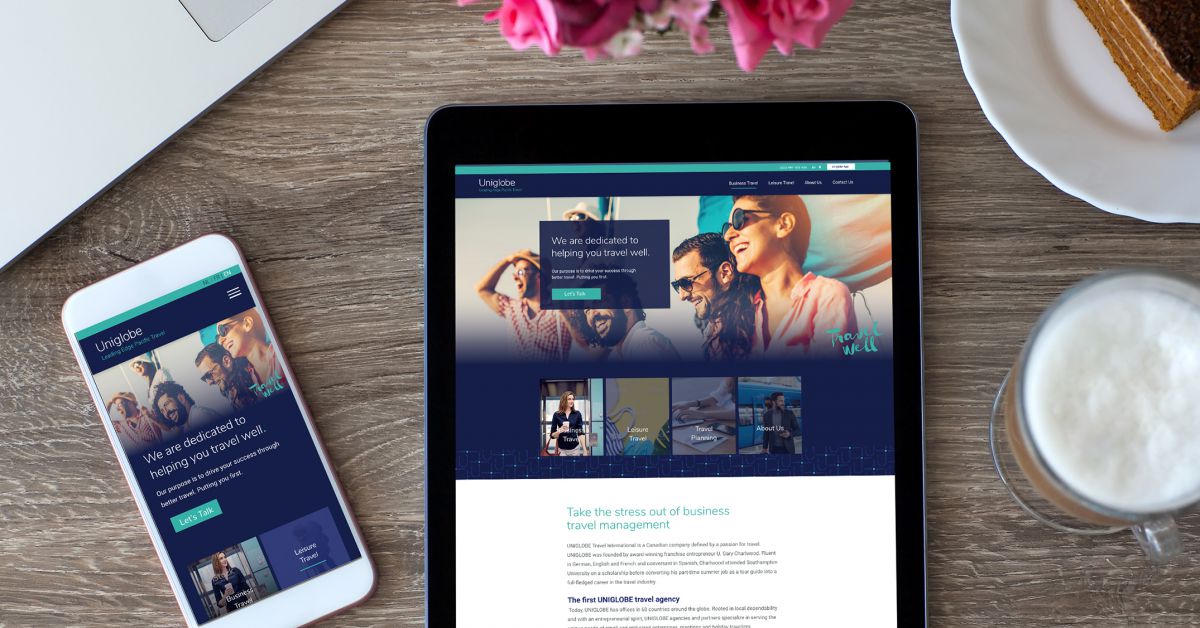 NL | FR | EN
Uniglobe
Leading Edge Pacific Travel
Travel
Well
We are dedicated to
helping you travel well.
Our purpose is to drive your success through
better travel. Putting you first.
Let's Talk
Business
Travel
Leisure
Travel
Uniglobe
Leading Edge Pacific Travel
Business Travel
Leisure Travel
About Us
Contact Us
We are dedicated to
helping you travel well.
Our purpose is to drive your success through
better travel. Putting you first.
Let's Talk
Travel
Well
Business
Travel
Leisure
Travel
Travel
Planning
About Us
Take the stress out of business
travel management
UNIGLOBE Travel International is a Canadian company defined by a passion for travel.
UNIGLOBE was founded by award winning franchise entrepreneur U. Gary Charlwood. Fluent
in German, English and French and conversant in Spanish, Charlwood attended Southampton
University on a scholarship before converting his part-time summer job as a tour guide into a
full-fledged career in the travel industry
The first UNIGLOBE travel agency
Today, UNIGLOBE has offices in 60 countries around the globe. Rooted in local dependability
and with an entrepreneurial spirit, UNIGLOBE agencies and partners specialize in serving the